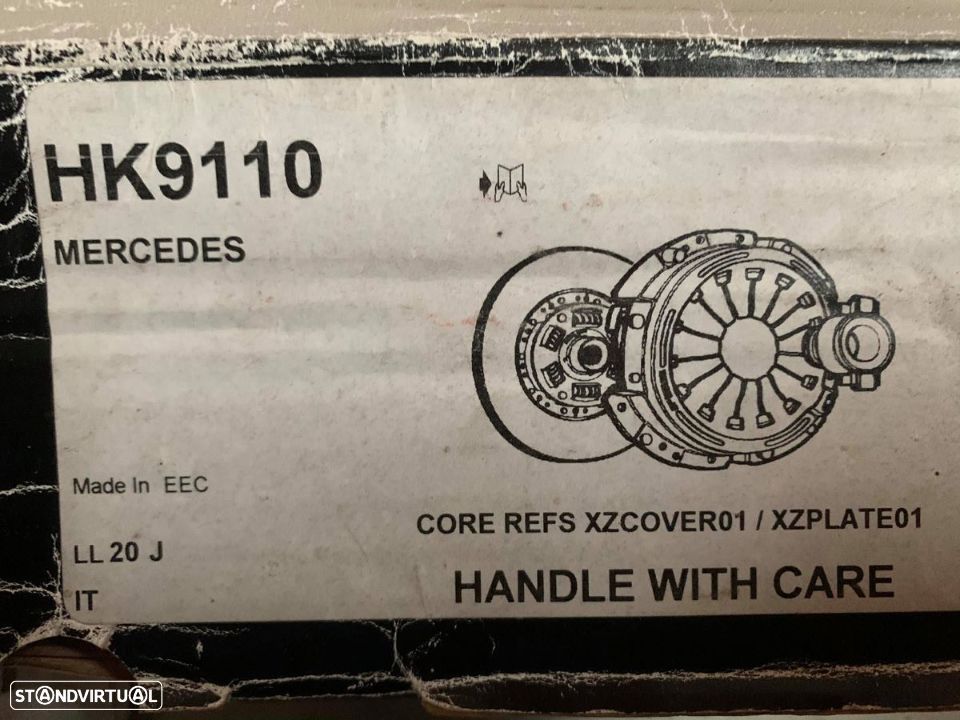 HK9110
MERCEDES
Made In EEC
CORE REFS XZCOVER01 / XZPLATE01
LL 20 J
HANDLE WITH CARE
IT
STANDVIRTUAL